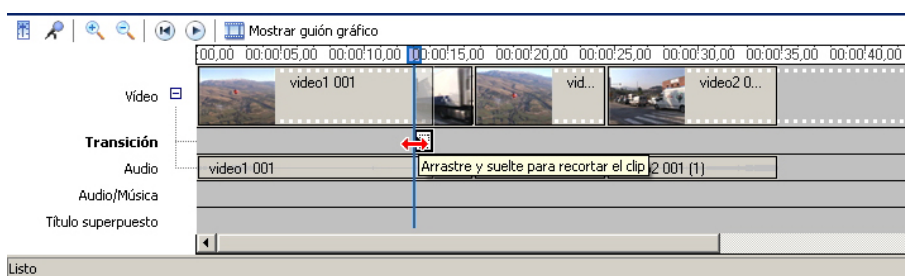 Mostrar guión gráfico
00,00 00:00:05,00 00:00:10,00 0:00:15,00 00:00:20,00 00:00:25,00 00:00:30,00 00:00:35,00 00:00:40,00
Vídeo
video1 001
vid...
video2 0...
Transición
Audio
video1 001
Arrastre y suelte para recortar el clip
2 001 (1)
Audio/Música
Título superpuesto
Listo